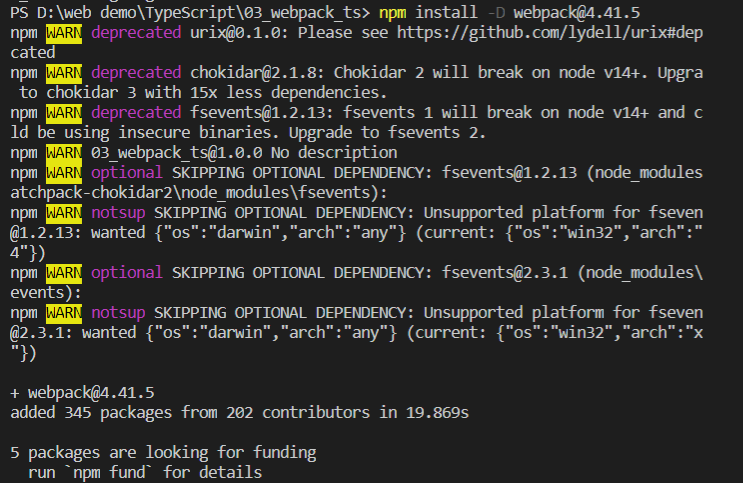 PS D:\web demo\TypeScript\03_webpack_ts> npm install -D webpack@4.41.5
npm WARN deprecated urix@0.1.0: Please see https://github.com/lydell/urix#dep
cated
npm WARN deprecated chokidar@2.1.8: Chokidar 2 will break on node v14+. Upgra
 to chokidar 3 with 15x less dependencies.
npm WARN deprecated fsevents@1.2.13: fsevents 1 will break on node v14+ and c
ld be using insecure binaries. Upgrade to fsevents 2.
npm WARN 03_webpack_ts@1.0.0 No description
npm WARN optional SKIPPING OPTIONAL DEPENDENCY: fsevents@1.2.13 (node_modules
atchpack-chokidar2\node_modules\fsevents):
npm WARN notsup SKIPPING OPTIONAL DEPENDENCY: Unsupported platform for fseven
@1.2.13: wanted {"os":"darwin","arch":"any"} (current: {"os":"win32","arch":"
4"})
npm WARN optional SKIPPING OPTIONAL DEPENDENCY: fsevents@2.3.1 (node_modules\
events):
npm WARN notsup SKIPPING OPTIONAL DEPENDENCY: Unsupported platform for fseven
@2.3.1: wanted {"os":"darwin","arch":"any"} (current: {"os":"win32","arch":"x
"})
+ webpack@4.41.5
added 345 packages from 202 contributors in 19.869s
5 packages are looking for funding
  run `npm fund` for details